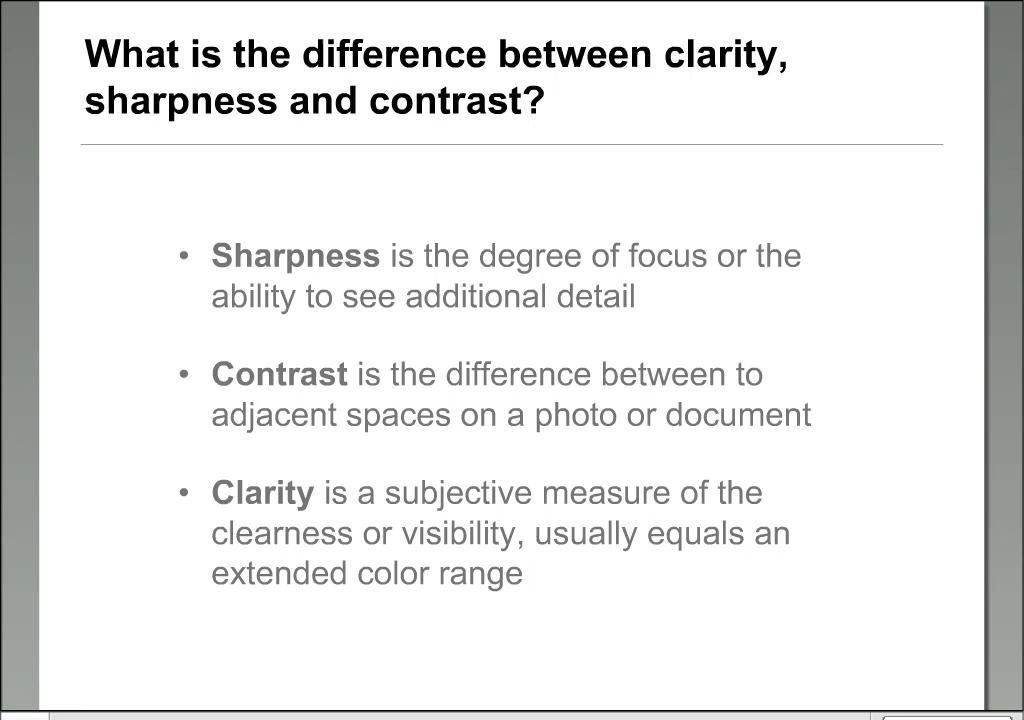 What is the difference between clarity,
sharpness and contrast?
• Sharpness is the degree of focus or the
ability to see additional detail
• Contrast is the difference between to
adjacent spaces on a photo or document
• Clarity is a subjective measure of the
clearness or visibility, usually equals an
extended color range